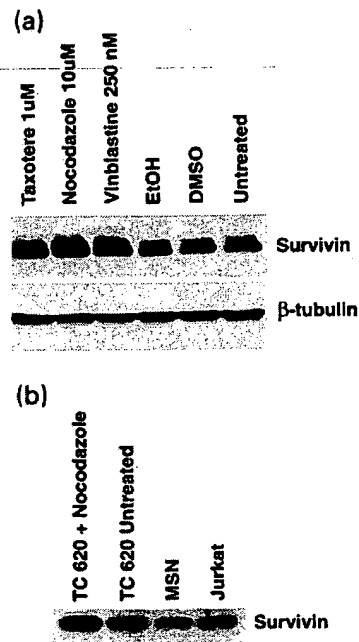 (a)
Taxotere 1uM
Nocodazole 10uM
Vinblastine 250 nM
EtOH
DMSO
Untreated
Survivin
β-tubulin
(b)
TC 620 + Nocodazole
TC 620 Untreated
MSN
Jurkat
Survivin